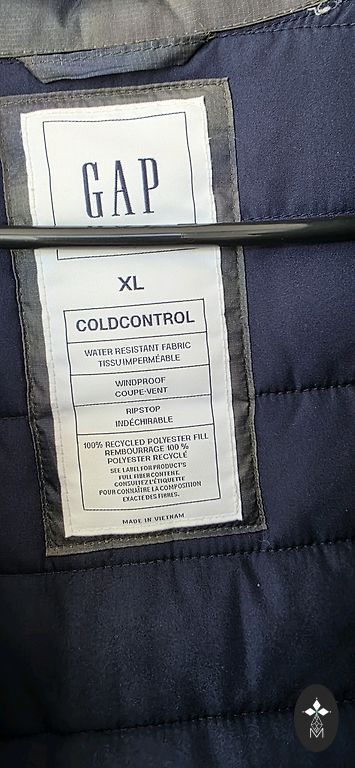 GAP
XL
COLDCONTROL
WATER RESISTANT FABRIC
TISSU IMPERMÉABLE
WINDPROOF
COUPE-VENT
RIPSTOP
INDÉCHIRABLE
100% RECYCLED POLYESTER FILL
REMBOURRAGE 100 %
POLYESTER RECYCLÉ
SEE LABEL FOR PRODUCT'S
FULL FIBER CONTENT.
CONSULTEZ L'ÉTIQUETTE
POUR CONNAÎTRE LA COMPOSITION
EXACTE DES FIBRES.
MADE IN VIETNAM
M